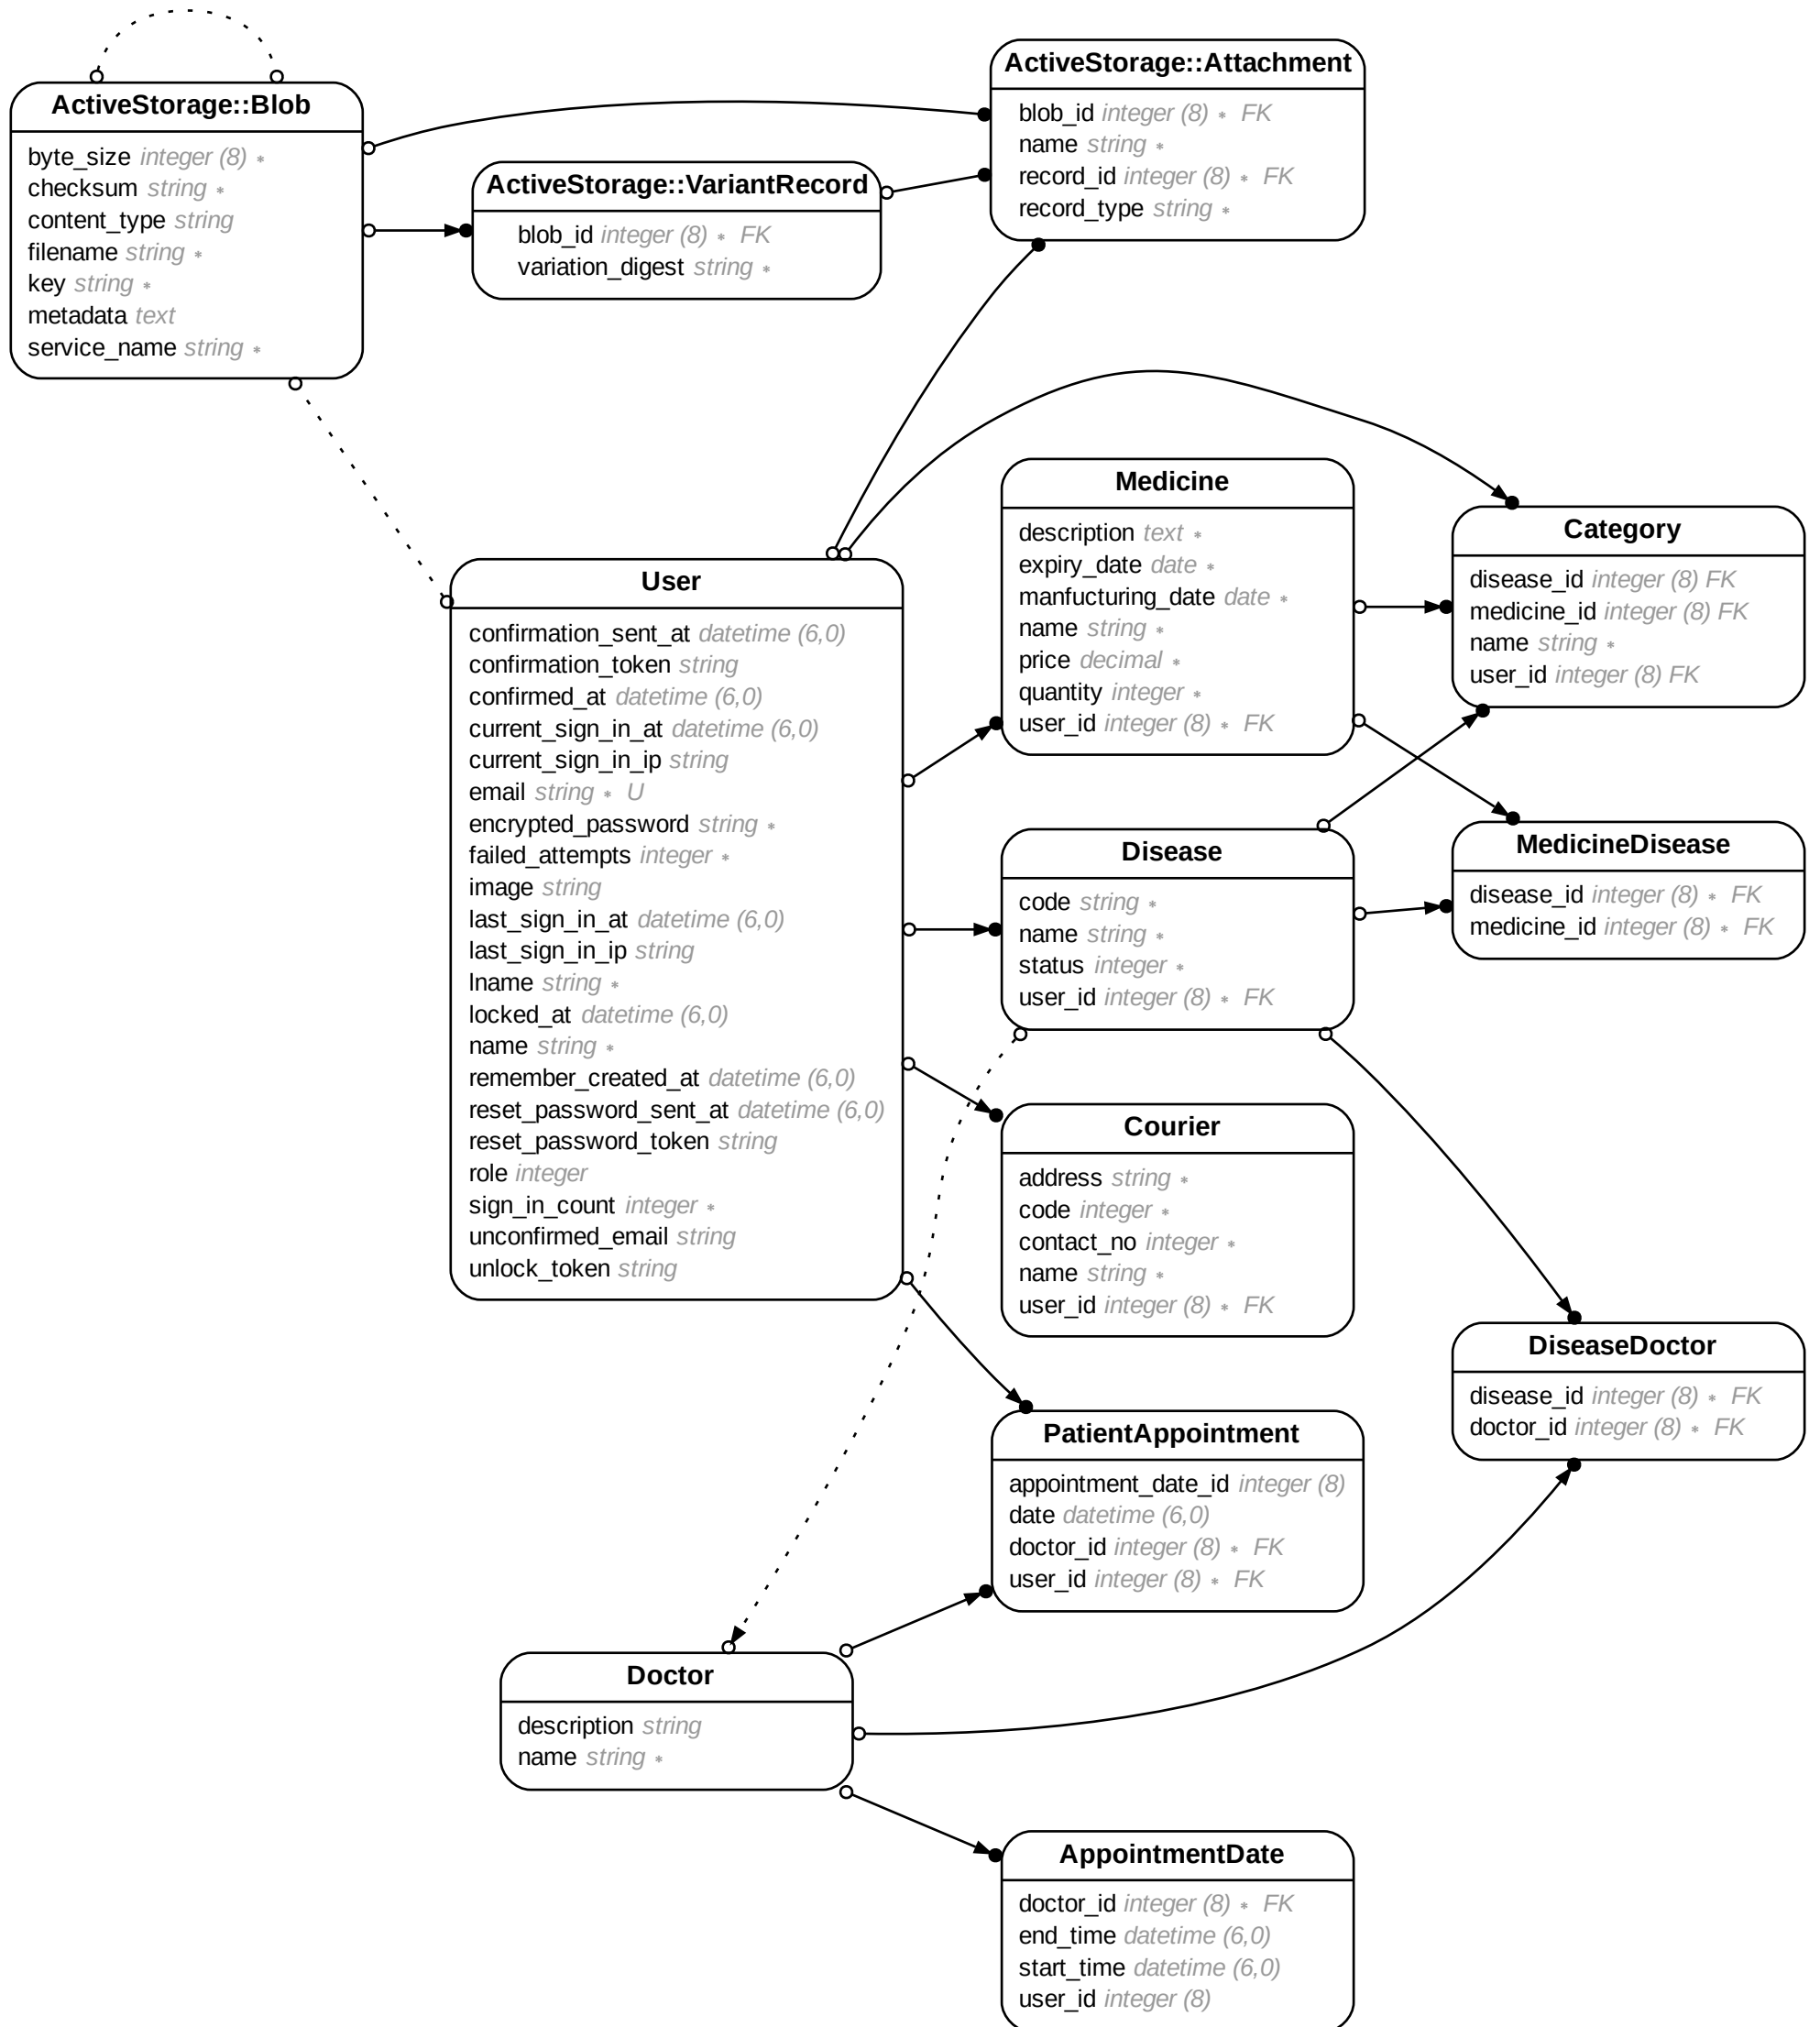 ActiveStorage::Blob
byte_size integer (8) *
checksum string *
content_type string
filename string *
key string *
metadata text
service_name string *
ActiveStorage::VariantRecord
blob_id integer (8) * FK
variation_digest string *
ActiveStorage::Attachment
blob_id integer (8) * FK
name string *
record_id integer (8) * FK
record_type string *
User
confirmation_sent_at datetime (6,0)
confirmation_token string
confirmed_at datetime (6,0)
current_sign_in_at datetime (6,0)
current_sign_in_ip string
email string * U
encrypted_password string *
failed_attempts integer *
image string
last_sign_in_at datetime (6,0)
last_sign_in_ip string
lname string *
locked_at datetime (6,0)
name string *
remember_created_at datetime (6,0)
reset_password_sent_at datetime (6,0)
reset_password_token string
role integer
sign_in_count integer *
unconfirmed_email string
unlock_token string
Medicine
description text *
expiry_date date *
manfucturing_date date *
name string *
price decimal *
quantity integer *
user_id integer (8) * FK
Category
disease_id integer (8) FK
medicine_id integer (8) FK
name string *
user_id integer (8) FK
Disease
code string *
name string *
status integer *
user_id integer (8) * FK
MedicineDisease
disease_id integer (8) * FK
medicine_id integer (8) * FK
Courier
address string *
code integer *
contact_no integer *
name string *
user_id integer (8) * FK
DiseaseDoctor
disease_id integer (8) * FK
doctor_id integer (8) * FK
PatientAppointment
appointment_date_id integer (8)
date datetime (6,0)
doctor_id integer (8) * FK
user_id integer (8) * FK
Doctor
description string
name string *
AppointmentDate
doctor_id integer (8) * FK
end_time datetime (6,0)
start_time datetime (6,0)
user_id integer (8)